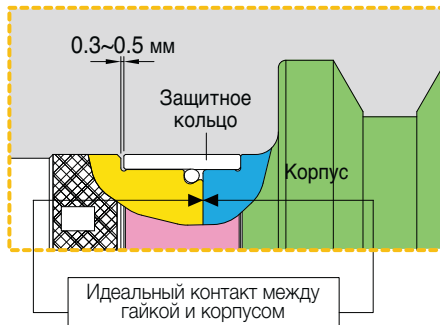 0.3~0.5 мм
Защитное
кольцо
Корпус
Идеальный контакт между
гайкой и корпусом